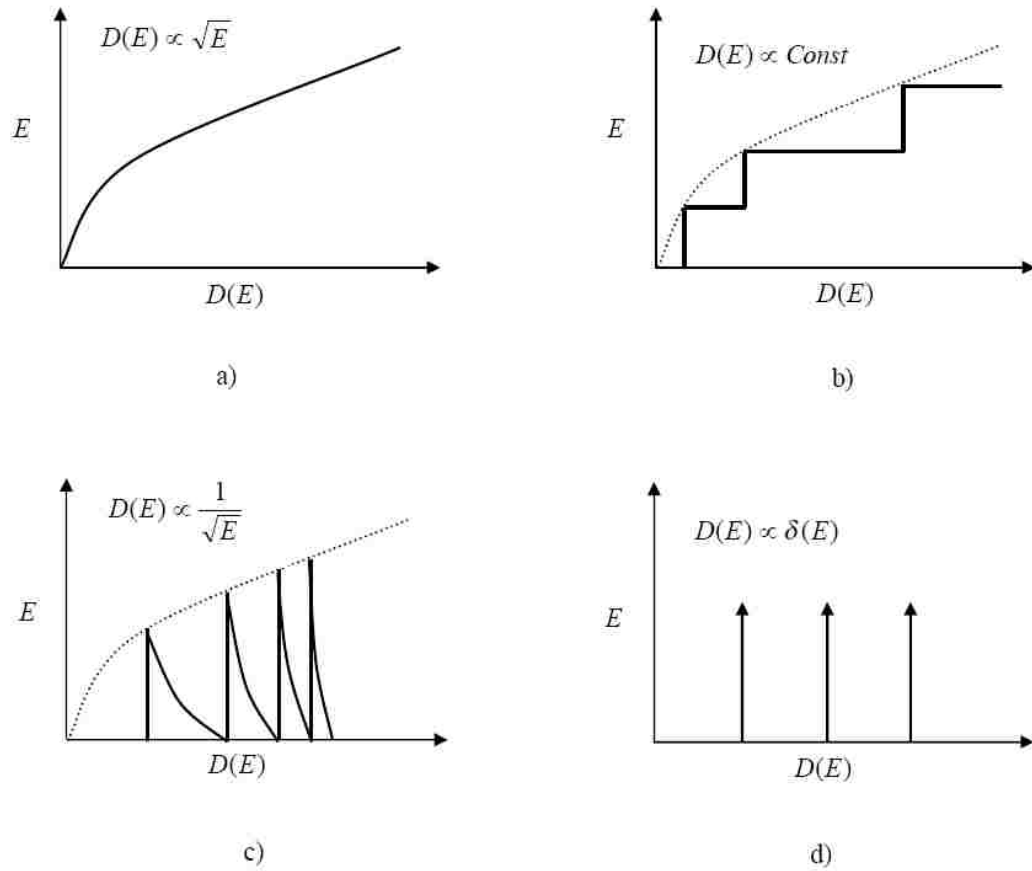 D(E) ∝ √E
E
D(E)
a)
D(E) ∝ Const
E
D(E)
b)
D(E) ∝ 1/√E
E
D(E)
c)
D(E) ∝ δ(E)
E
D(E)
d)